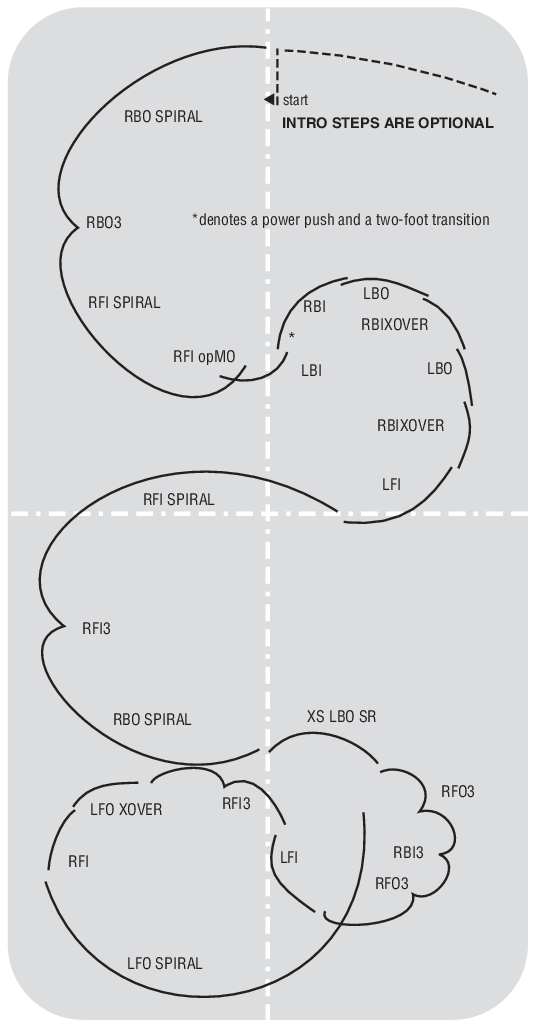 start
RBO SPIRAL
INTRO STEPS ARE OPTIONAL
RBO3
*denotes a power push and a two-foot transition
RFI SPIRAL
LBO
RBI
RBIXOVER
*
RFI opMO
LBI
LBO
RBIXOVER
LFI
RFI SPIRAL
RFI3
RBO SPIRAL
XS LBO SR
RFO3
RFI3
LFO XOVER
RBI3
LFI
RFI
RFO3
LFO SPIRAL